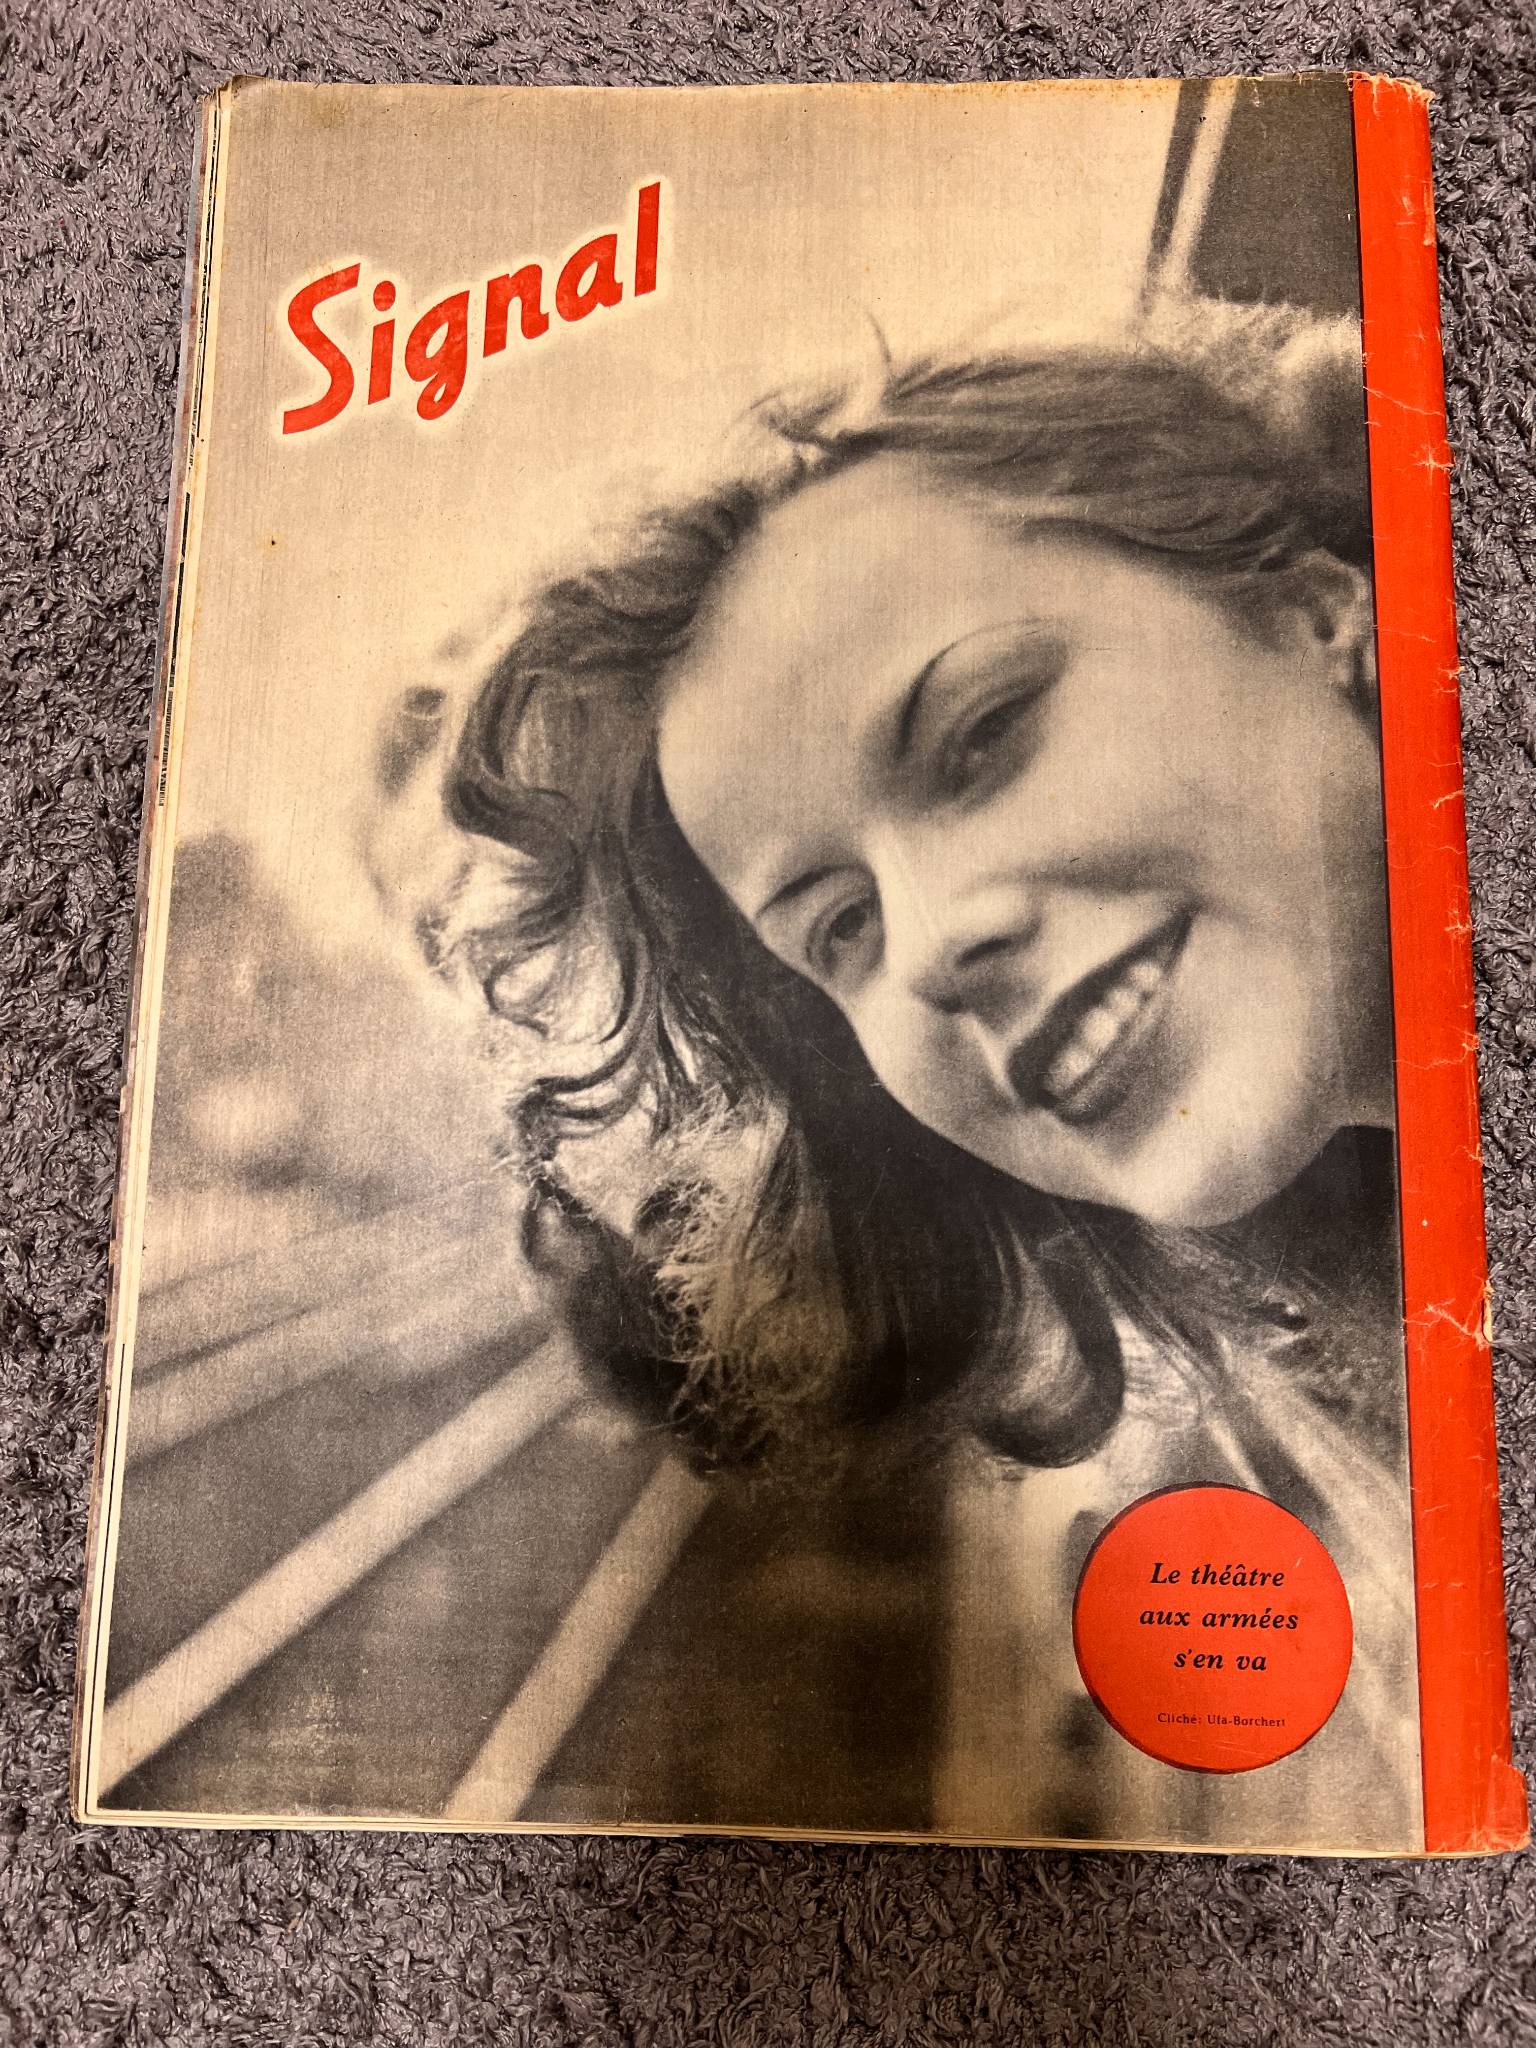 Signal
Le théâtre
aux armées
s'en va
Cliché: Ufa-Borchert